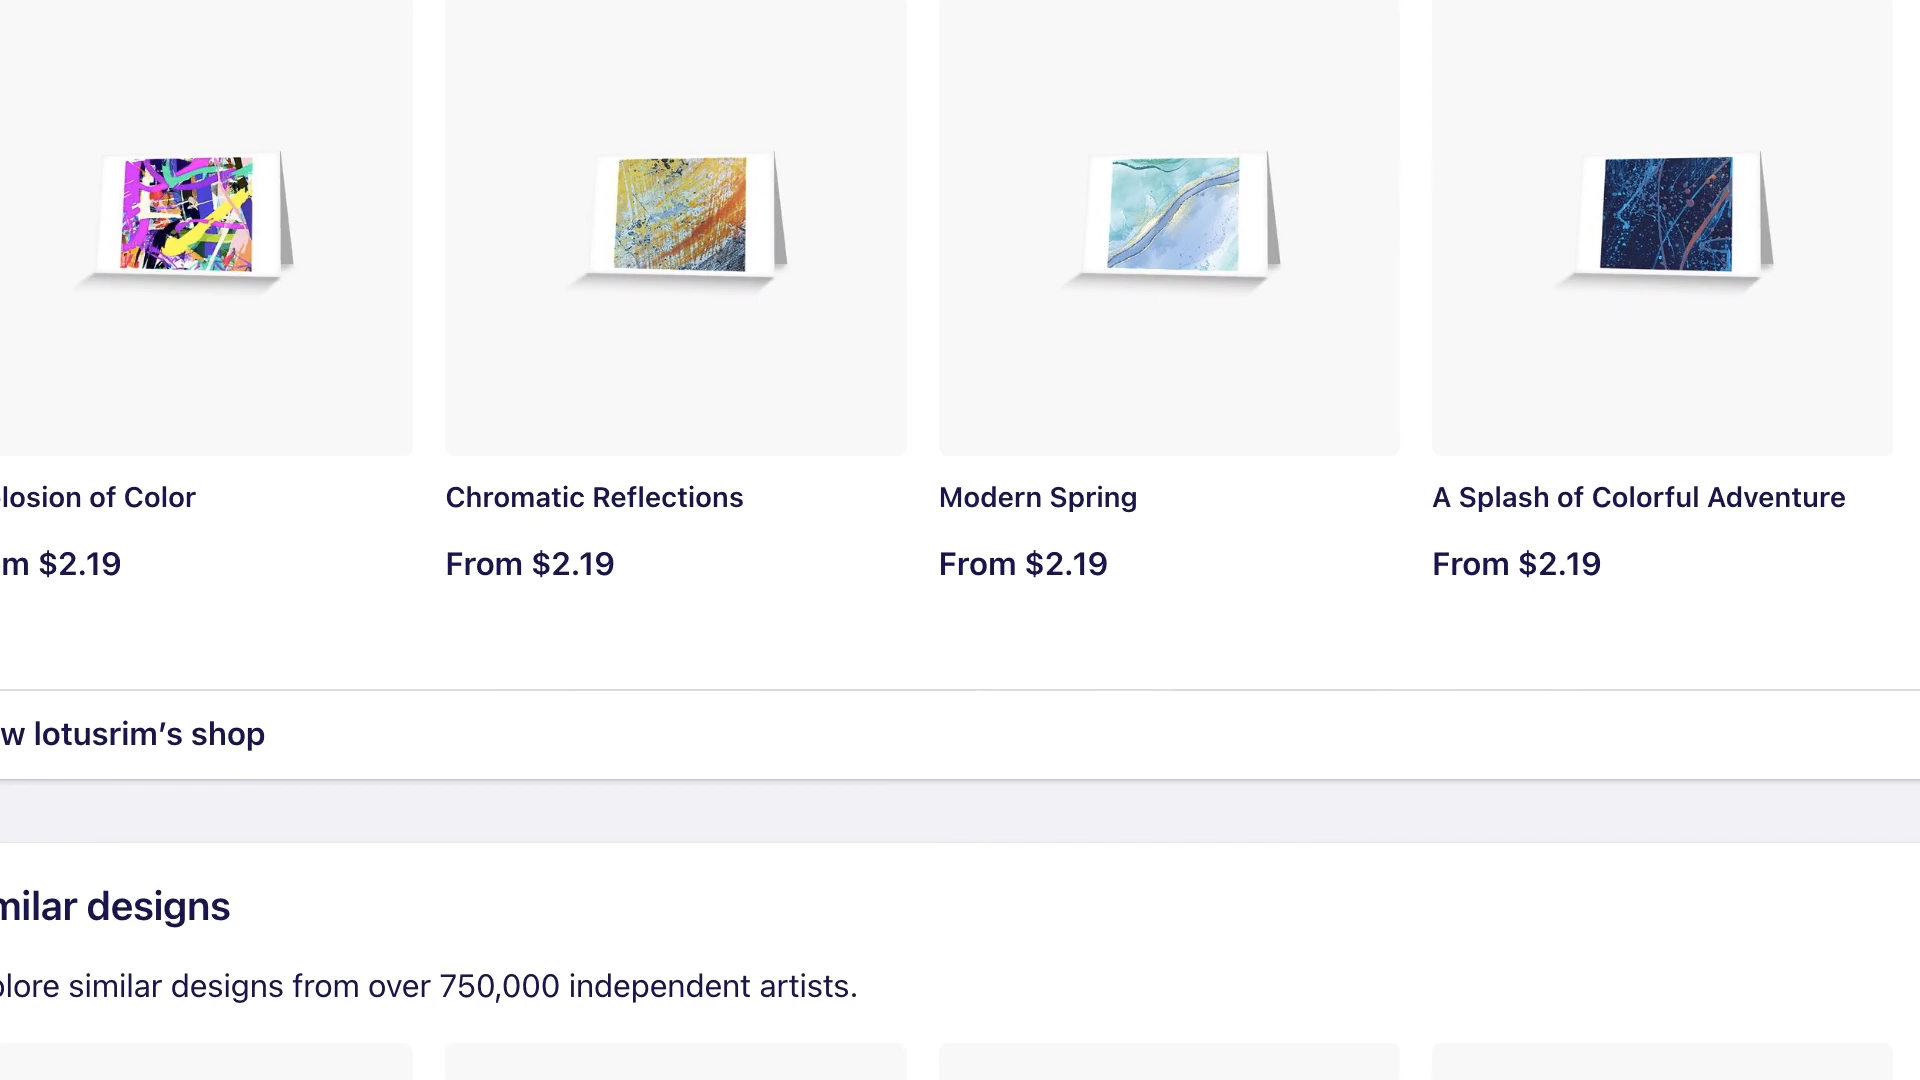 losion of Color
Chromatic Reflections
Modern Spring
A Splash of Colorful Adventure
m $2.19
From $2.19
From $2.19
From $2.19
w lotusrim’s shop
milar designs
lore similar designs from over 750,000 independent artists.